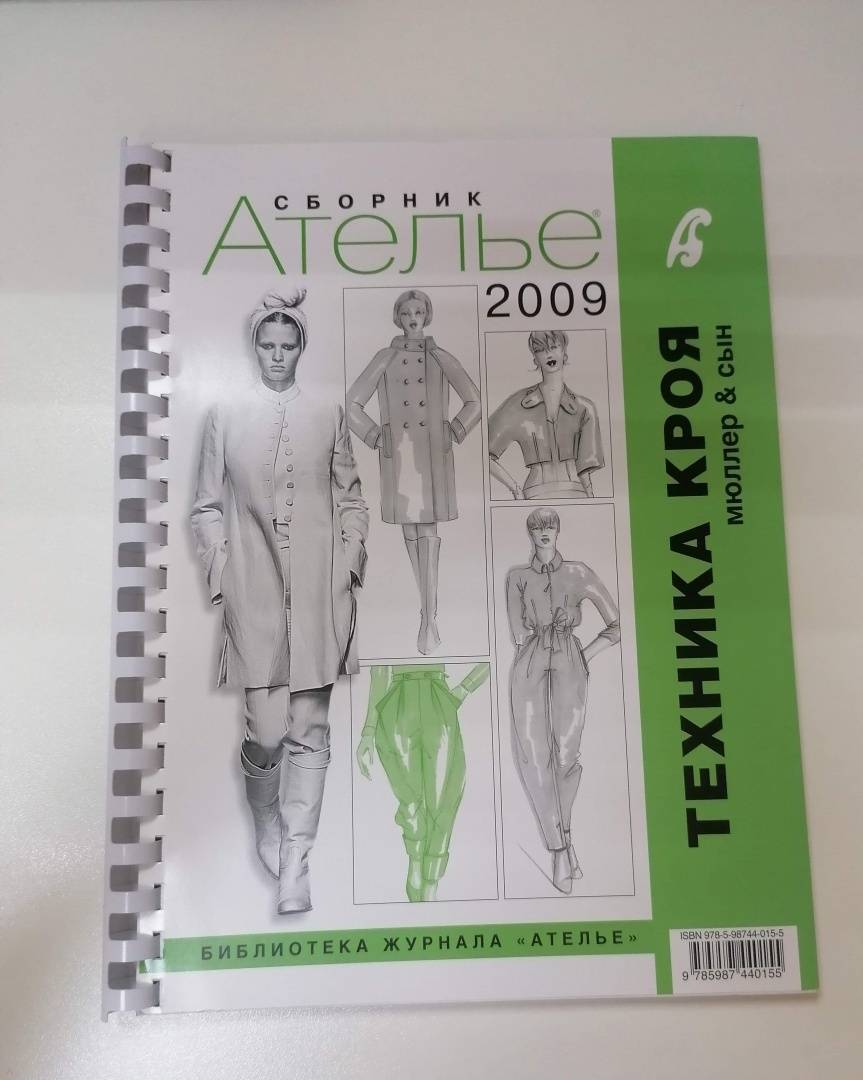 СБОРНИК
Ателье®
2009
ТЕХНИКА КРОЯ
мюллер & сын
БИБЛИОТЕКА ЖУРНАЛА «АТЕЛЬЕ»
ISBN 978-5-98744-015-5
9 785987 440155